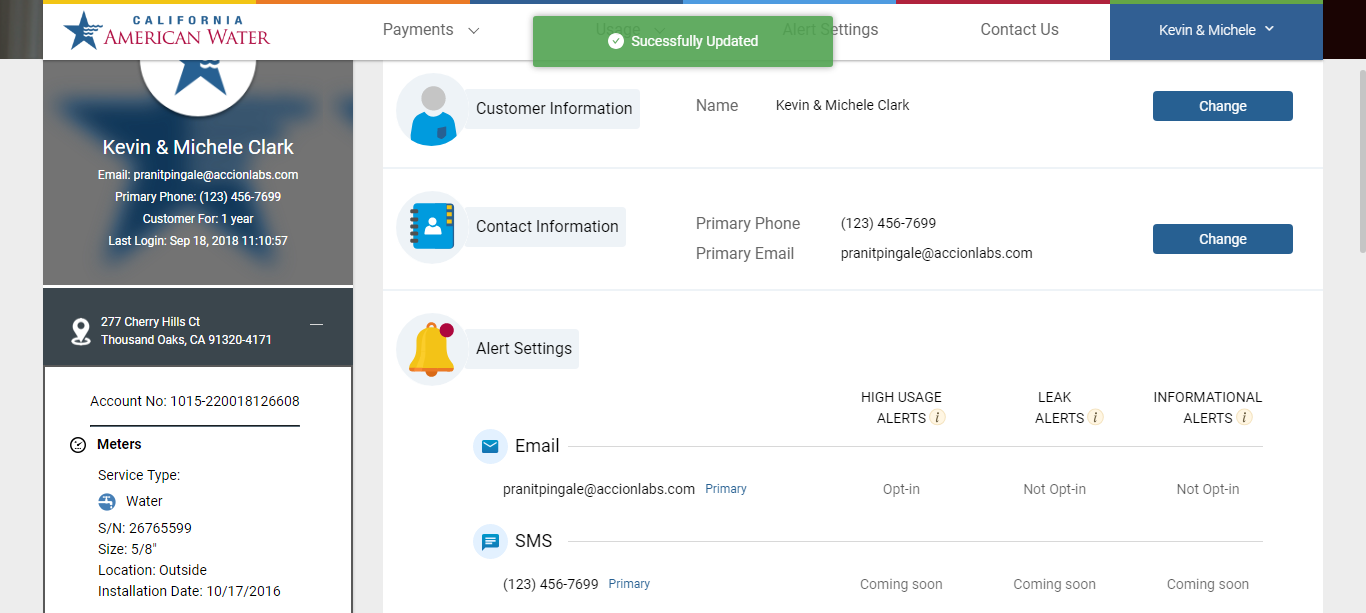 CALIFORNIA
AMERICAN WATER
Payments
Usage
Alert Settings
Contact Us
Kevin & Michele
Sucessfully Updated
Kevin & Michele Clark
Email: pranitpingale@accionlabs.com
Primary Phone: (123) 456-7699
Customer For: 1 year
Last Login: Sep 18, 2018 11:10:57
277 Cherry Hills Ct
Thousand Oaks, CA 91320-4171
Account No: 1015-220018126608
Meters
Service Type:
Water
S/N: 26765599
Size: 5/8"
Location: Outside
Installation Date: 10/17/2016
Customer Information
Name Kevin & Michele Clark
Change
Contact Information
Primary Phone (123) 456-7699
Primary Email pranitpingale@accionlabs.com
Change
Alert Settings
HIGH USAGE LEAK INFORMATIONAL
ALERTS i ALERTS i ALERTS i
Email
pranitpingale@accionlabs.com Primary Opt-in Not Opt-in Not Opt-in
SMS
(123) 456-7699 Primary Coming soon Coming soon Coming soon